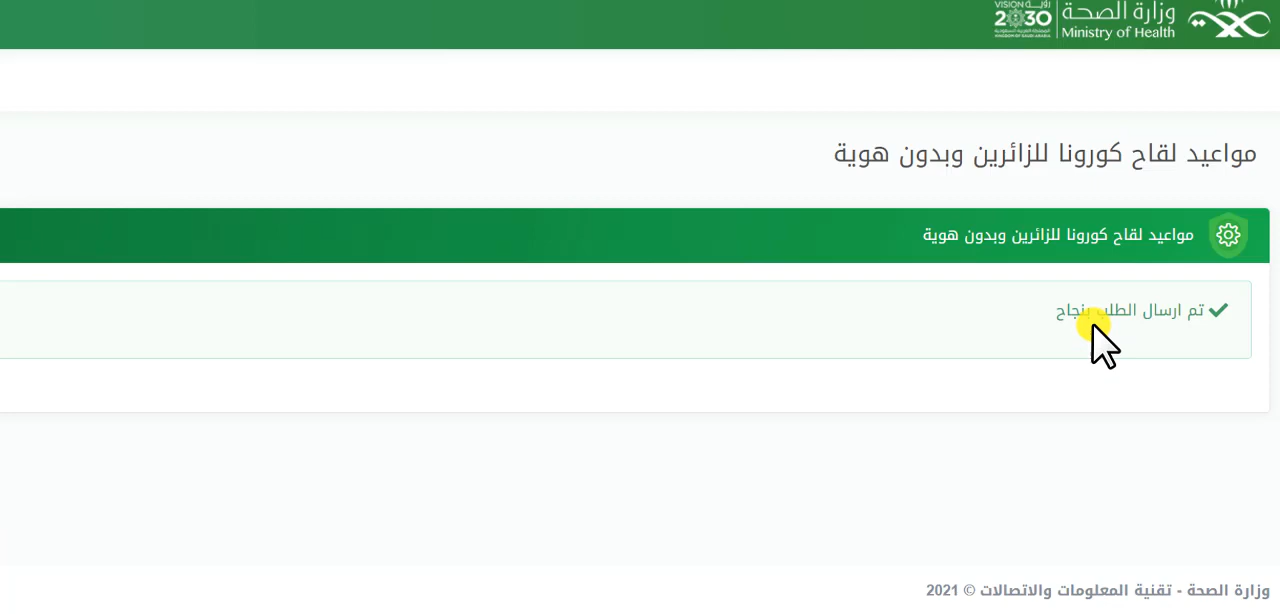 VISION رؤيـــة
2030
وزارة الصحة
Ministry of Health
مواعيد لقاح كورونا للزائرين وبدون هوية
مواعيد لقاح كورونا للزائرين وبدون هوية
تم ارسال الطلب بنجاح
وزارة الصحة - تقنية المعلومات والاتصالات © 2021